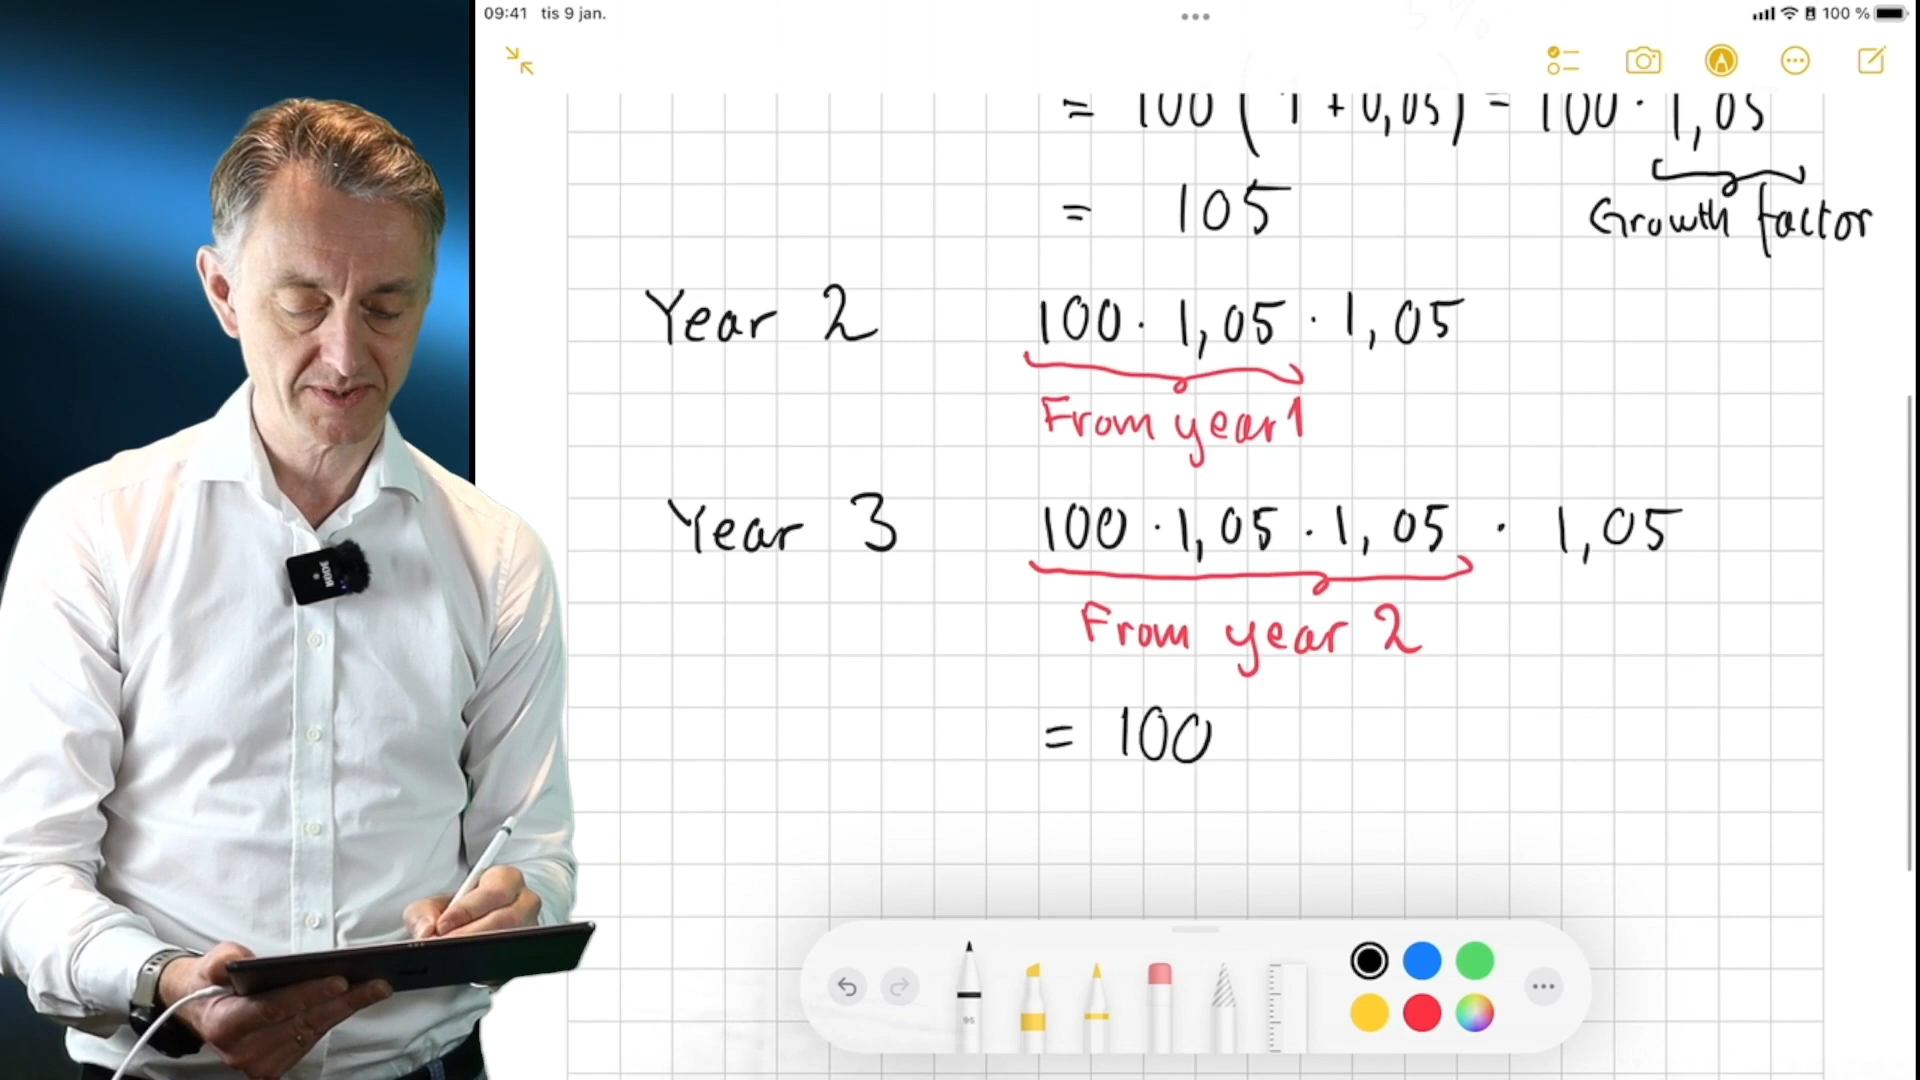 09:41 tis 9 jan. 100 %
= 100 (1 + 0,05) = 100 · 1,05
= 105
Growth factor
Year 2 100 · 1,05 · 1,05
From year 1
Year 3 100 · 1,05 · 1,05 · 1,05
From year 2
= 100
RØDE
95